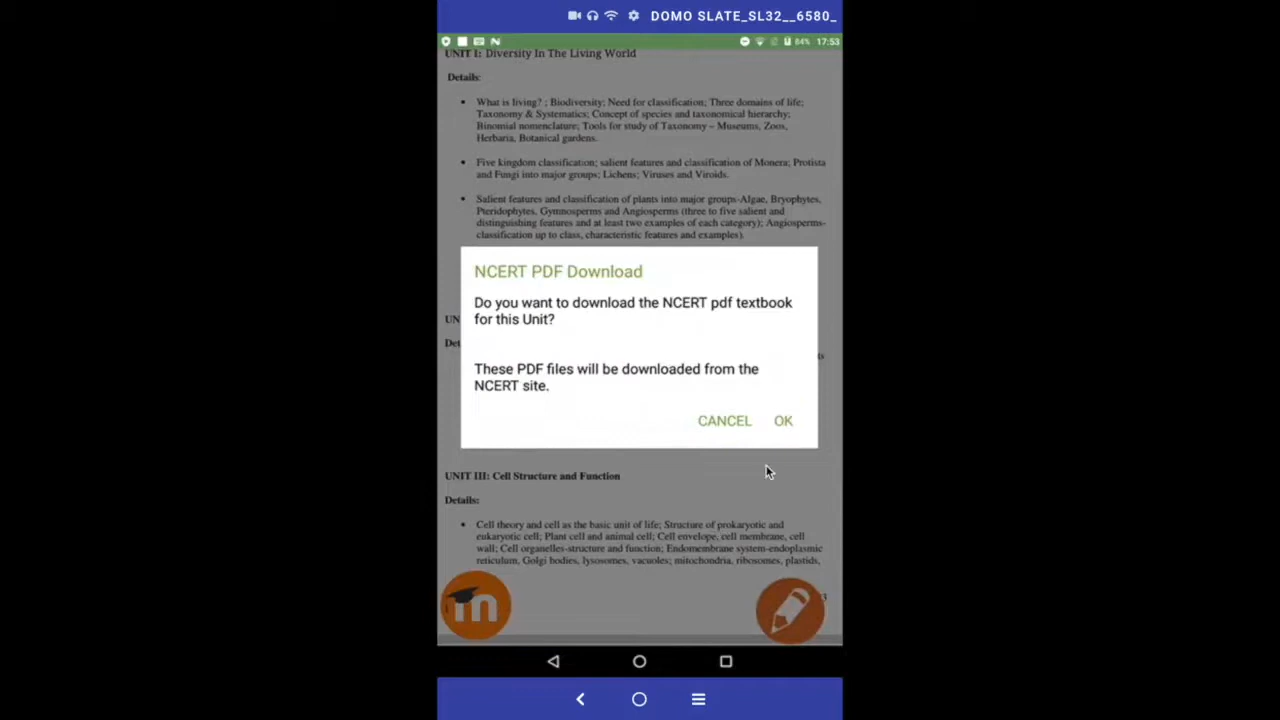 DOMO SLATE_SL32__6580_
84% 17:53
UNIT I: Diversity In The Living World
Details:
• What is living? ; Biodiversity; Need for classification; Three domains of life;
Taxonomy & Systematics; Concept of species and taxonomical hierarchy;
Binomial nomenclature; Tools for study of Taxonomy – Museums, Zoos,
Herbaria, Botanical gardens.
• Five kingdom classification; salient features and classification of Monera; Protista
and Fungi into major groups; Lichens; Viruses and Viroids.
• Salient features and classification of plants into major groups-Algae, Bryophytes,
Pteridophytes, Gymnosperms and Angiosperms (three to five salient and
distinguishing features and at least two examples of each category); Angiosperms-
classification up to class, characteristic features and examples).
NCERT PDF Download
Do you want to download the NCERT pdf textbook
for this Unit?
These PDF files will be downloaded from the
NCERT site.
CANCEL OK
UNIT III: Cell Structure and Function
Details:
• Cell theory and cell as the basic unit of life; Structure of prokaryotic and
eukaryotic cell; Plant cell and animal cell; Cell envelope, cell membrane, cell
wall; Cell organelles-structure and function; Endomembrane system-endoplasmic
reticulum, Golgi bodies, lysosomes, vacuoles; mitochondria, ribosomes, plastids,
m